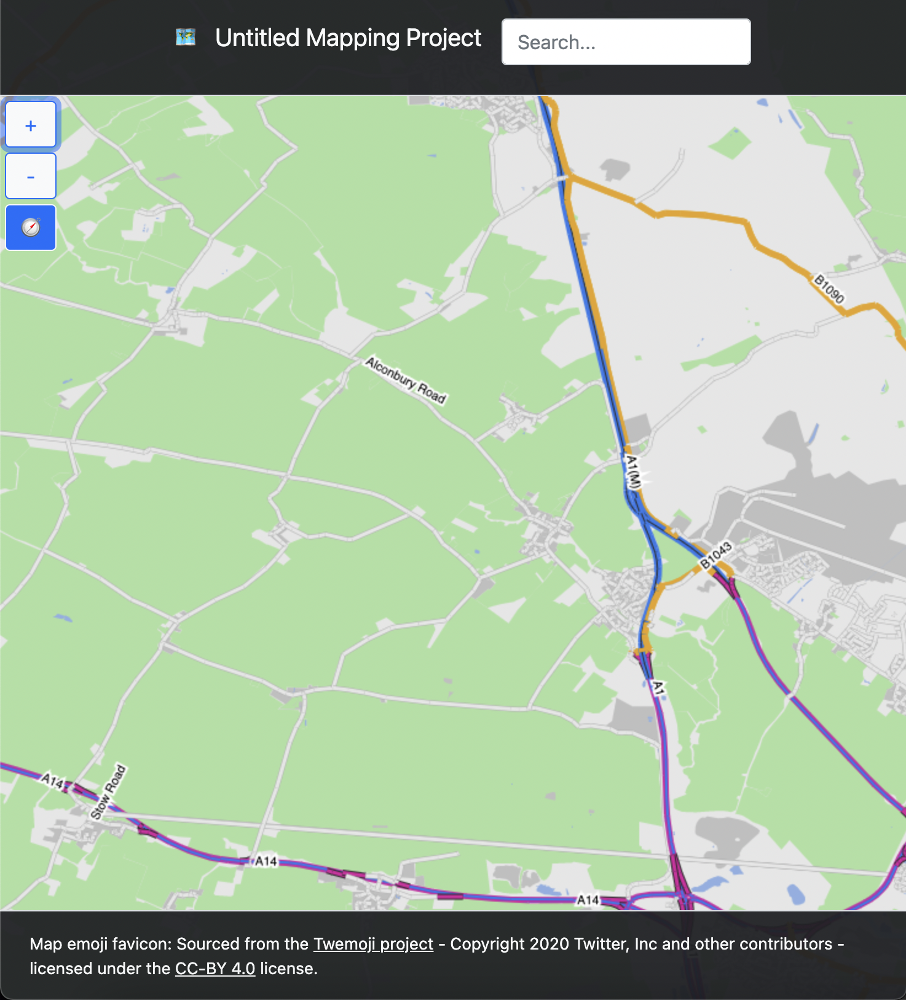 Untitled Mapping Project
Search...
+
-
B1090
Alconbury Road
A1(M)
B1043
A1
A14
Stow Road
A14
A14
Map emoji favicon: Sourced from the Twemoji project - Copyright 2020 Twitter, Inc and other contributors -
licensed under the CC-BY 4.0 license.